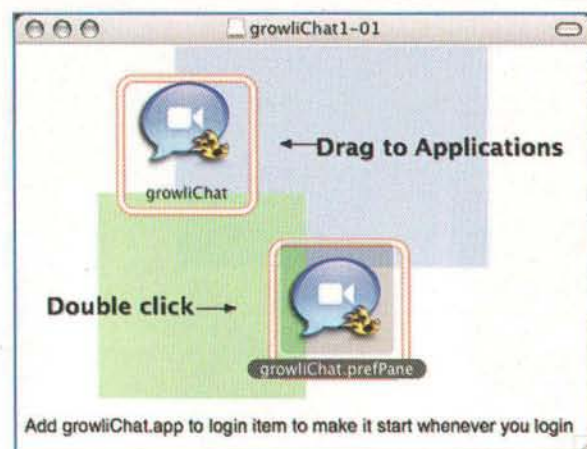 growliChat1-01
Drag to Applications
growliChat
Double click
growliChat.prefPane
Add growliChat.app to login item to make it start whenever you login